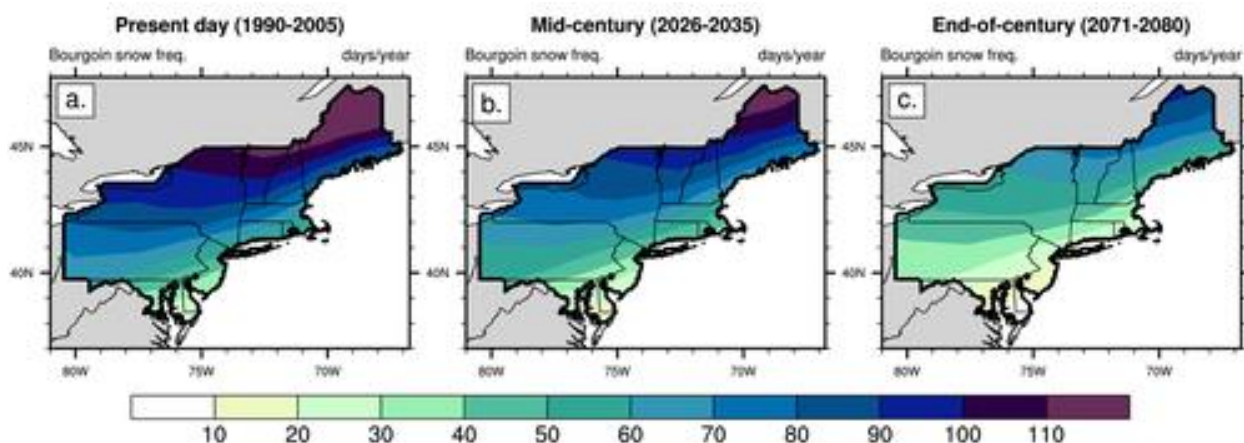 Present day (1990-2005)
Bourgoin snow freq. days/year
a.
45N
40N
80W 75W 70W
Mid-century (2026-2035)
Bourgoin snow freq. days/year
b.
45N
40N
80W 75W 70W
End-of-century (2071-2080)
Bourgoin snow freq. days/year
c.
45N
40N
80W 75W 70W
10 20 30 40 50 60 70 80 90 100 110